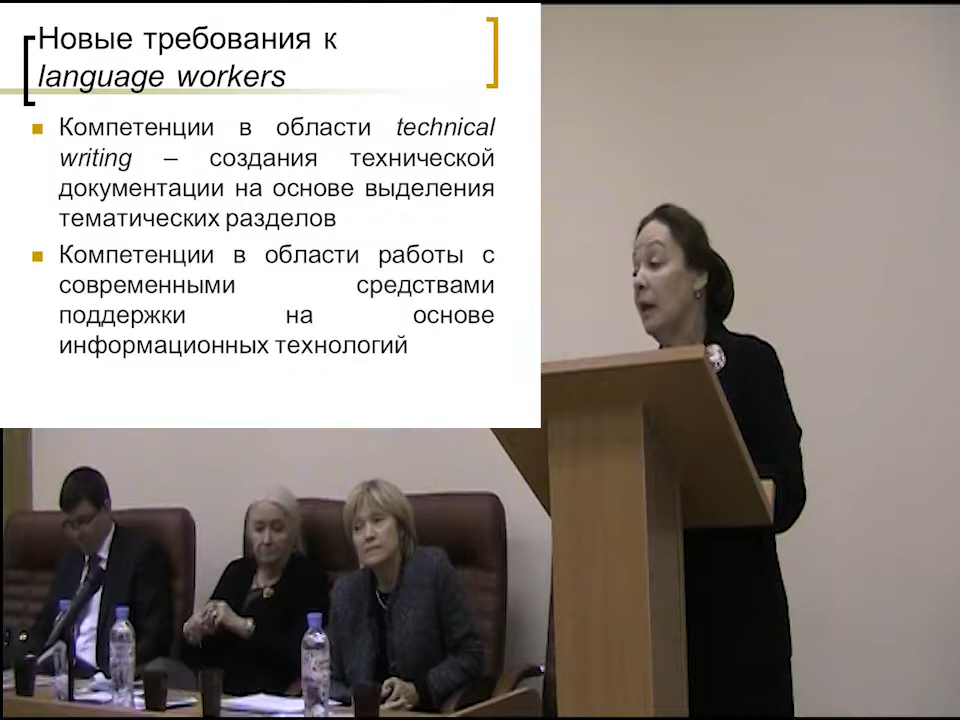 Новые требования к
language workers
Компетенции в области technical
writing – создания технической
документации на основе выделения
тематических разделов
Компетенции в области работы с
современными средствами
поддержки на основе
информационных технологий